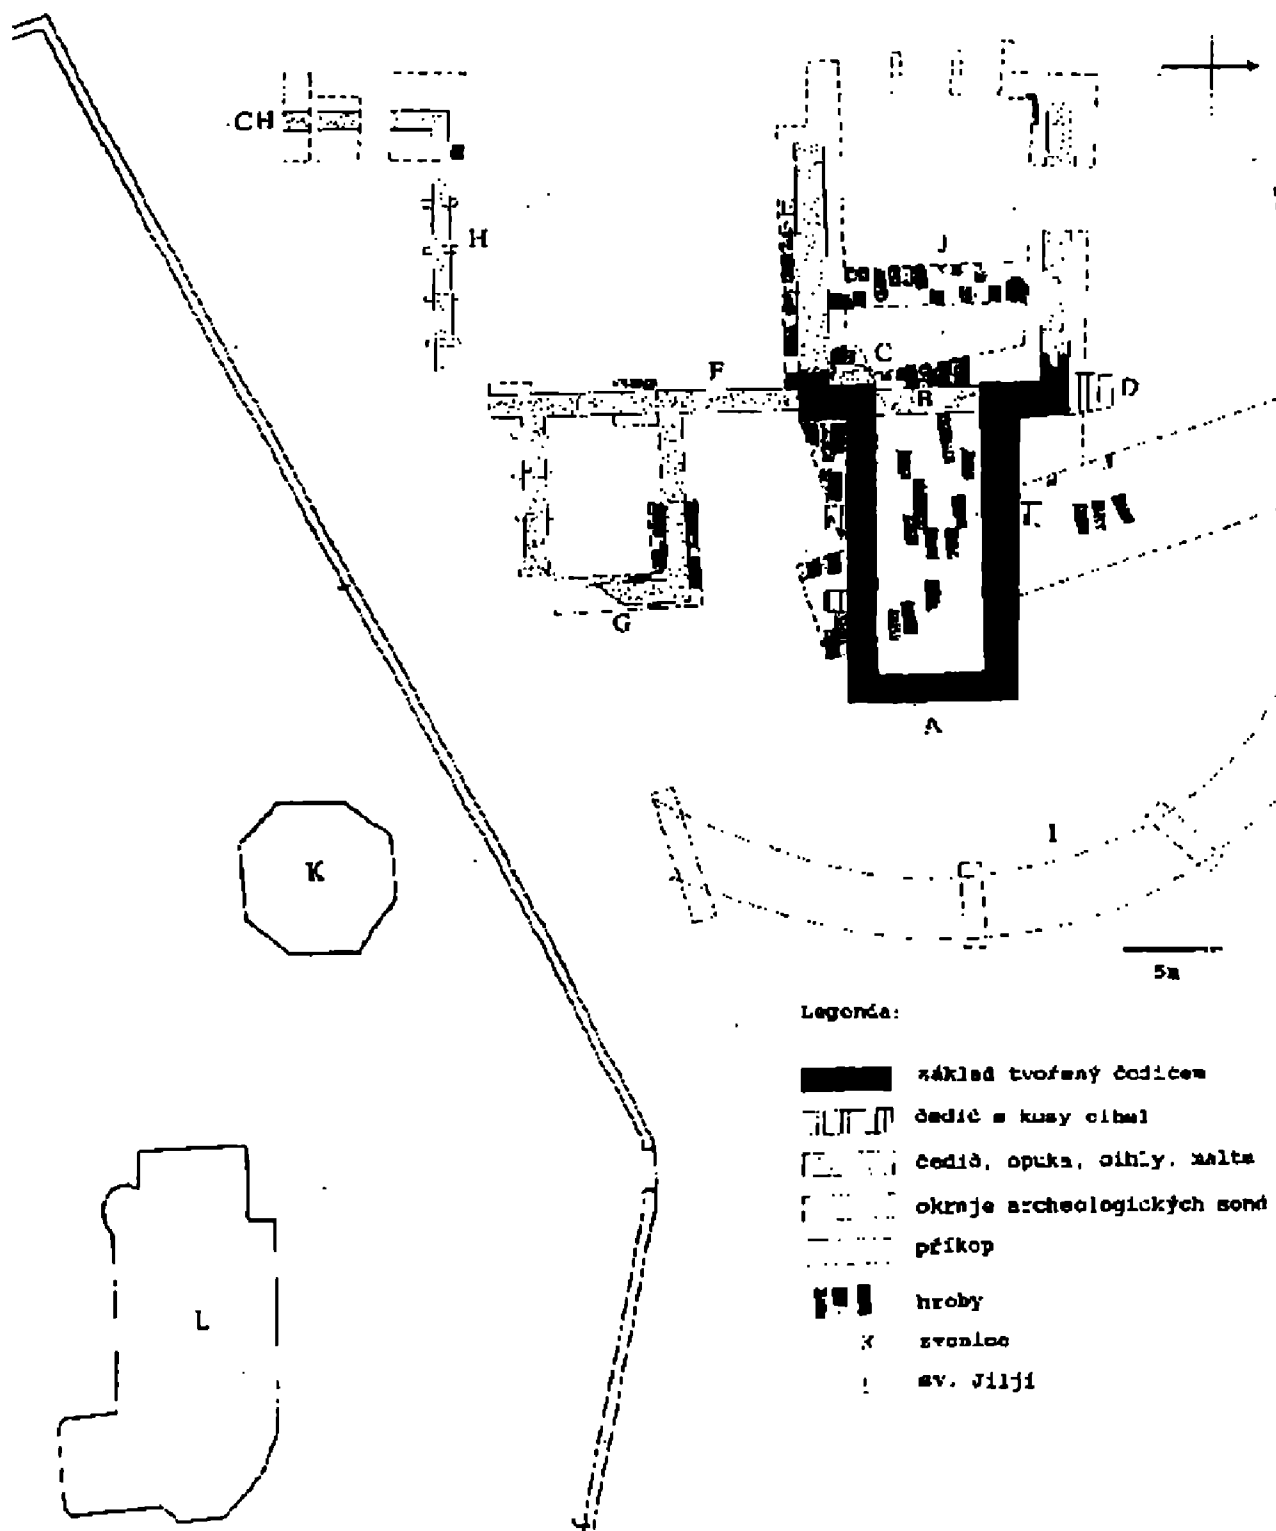 CH
H
J
C
F
B
D
G
A
I
K
5m
L
Legenda:
základ tvořený čedičem
čedič s kusy cihel
čedič, opuka, cihly, malta
okraje archeologických sond
příkop
hroby
K zvonice
sv. Jiljí